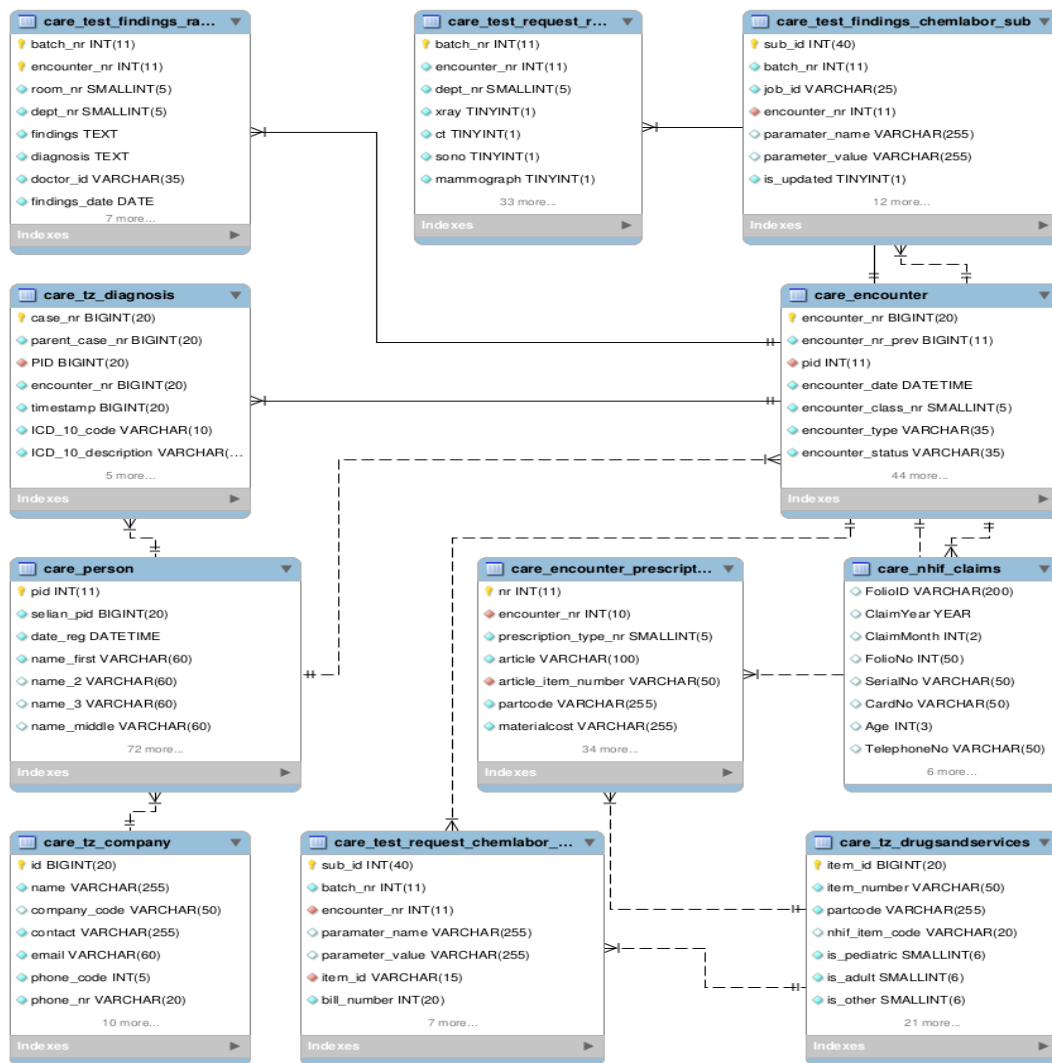 care_test_findings_ra...
batch_nr INT(11)
encounter_nr INT(11)
room_nr SMALLINT(5)
dept_nr SMALLINT(5)
findings TEXT
diagnosis TEXT
doctor_id VARCHAR(35)
findings_date DATE
7 more...
Indexes
care_test_request_r...
batch_nr INT(11)
encounter_nr INT(11)
dept_nr SMALLINT(5)
xray TINYINT(1)
ct TINYINT(1)
sono TINYINT(1)
mammograph TINYINT(1)
33 more...
Indexes
care_test_findings_chemlabor_sub
sub_id INT(40)
batch_nr INT(11)
job_id VARCHAR(25)
encounter_nr INT(11)
paramater_name VARCHAR(255)
parameter_value VARCHAR(255)
is_updated TINYINT(1)
12 more...
Indexes
care_tz_diagnosis
case_nr BIGINT(20)
parent_case_nr BIGINT(20)
PID BIGINT(20)
encounter_nr BIGINT(20)
timestamp BIGINT(20)
ICD_10_code VARCHAR(10)
ICD_10_description VARCHAR(...
5 more...
Indexes
care_encounter
encounter_nr BIGINT(20)
encounter_nr_prev BIGINT(11)
pid INT(11)
encounter_date DATETIME
encounter_class_nr SMALLINT(5)
encounter_type VARCHAR(35)
encounter_status VARCHAR(35)
44 more...
Indexes
care_person
pid INT(11)
selian_pid BIGINT(20)
date_reg DATETIME
name_first VARCHAR(60)
name_2 VARCHAR(60)
name_3 VARCHAR(60)
name_middle VARCHAR(60)
72 more...
Indexes
care_encounter_prescript...
nr INT(11)
encounter_nr INT(10)
prescription_type_nr SMALLINT(5)
article VARCHAR(100)
article_item_number VARCHAR(50)
partcode VARCHAR(255)
materialcost VARCHAR(255)
34 more...
Indexes
care_nhif_claims
FolioID VARCHAR(200)
ClaimYear YEAR
ClaimMonth INT(2)
FolioNo INT(50)
SerialNo VARCHAR(50)
CardNo VARCHAR(50)
Age INT(3)
TelephoneNo VARCHAR(50)
6 more...
Indexes
care_tz_company
id BIGINT(20)
name VARCHAR(255)
company_code VARCHAR(50)
contact VARCHAR(255)
email VARCHAR(60)
phone_code INT(5)
phone_nr VARCHAR(20)
10 more...
Indexes
care_test_request_chemlabor_...
sub_id INT(40)
batch_nr INT(11)
encounter_nr INT(11)
paramater_name VARCHAR(255)
parameter_value VARCHAR(255)
item_id VARCHAR(15)
bill_number INT(20)
7 more...
Indexes
care_tz_drugsandservices
item_id BIGINT(20)
item_number VARCHAR(50)
partcode VARCHAR(255)
nhif_item_code VARCHAR(20)
is_pediatric SMALLINT(6)
is_adult SMALLINT(6)
is_other SMALLINT(6)
21 more...
Indexes